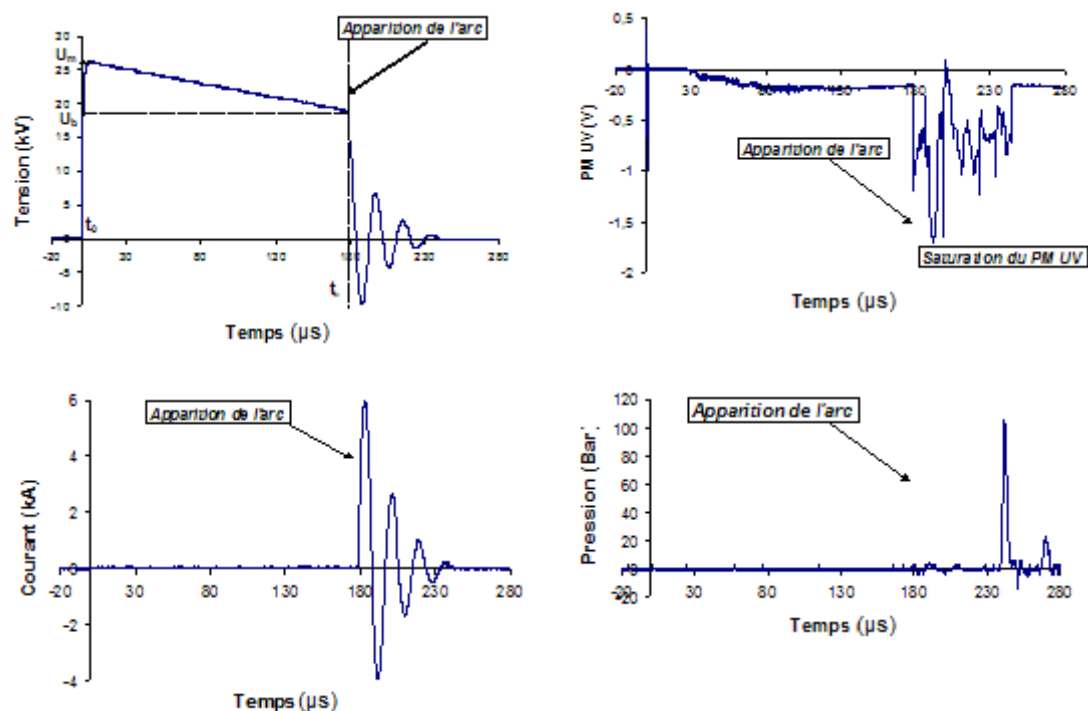 Apparition de l'arc
30
Um
25
20
Ub
15
10
5
t0
0
-5
-10
-20 30 80 130 180 230 280
Tension (kV)
Temps (µs)
0,5
0
-0,5
-1
-1,5
-2
-20 30 80 130 180 230 280
PM UV (V)
Apparition de l'arc
Saturation du PM UV
Temps (µs)
6
4
2
0
-2
-4
-20 30 80 130 180 230 280
Courant (kA)
Apparition de l'arc
Temps (µs)
120
100
80
60
40
20
0
-20 30 80 130 180 230 280
Pression (Bar)
Apparition de l'arc
Temps (µs)